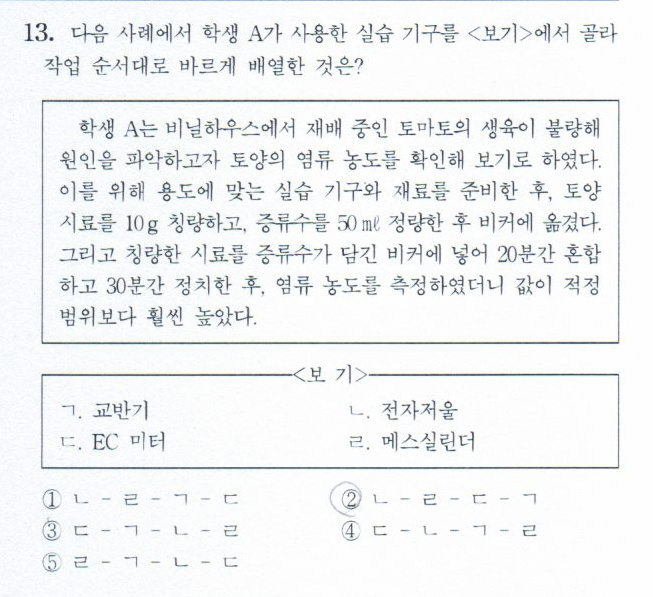 13. 다음 사례에서 학생 A가 사용한 실습 기구를 <보기>에서 골라
작업 순서대로 바르게 배열한 것은?
학생 A는 비닐하우스에서 재배 중인 토마토의 생육이 불량해
원인을 파악하고자 토양의 염류 농도를 확인해 보기로 하였다.
이를 위해 용도에 맞는 실습 기구와 재료를 준비한 후, 토양
시료를 10g 칭량하고, 증류수를 50㎖ 정량한 후 비커에 옮겼다.
그리고 칭량한 시료를 증류수가 담긴 비커에 넣어 20분간 혼합
하고 30분간 정치한 후, 염류 농도를 측정하였더니 값이 적정
범위보다 훨씬 높았다.
<보 기>
ㄱ. 교반기 ㄴ. 전자저울
ㄷ. EC 미터 ㄹ. 메스실린더
① ㄴ - ㄹ - ㄱ - ㄷ ② ㄴ - ㄹ - ㄷ - ㄱ
③ ㄷ - ㄱ - ㄴ - ㄹ ④ ㄷ - ㄴ - ㄱ - ㄹ
⑤ ㄹ - ㄱ - ㄴ - ㄷ